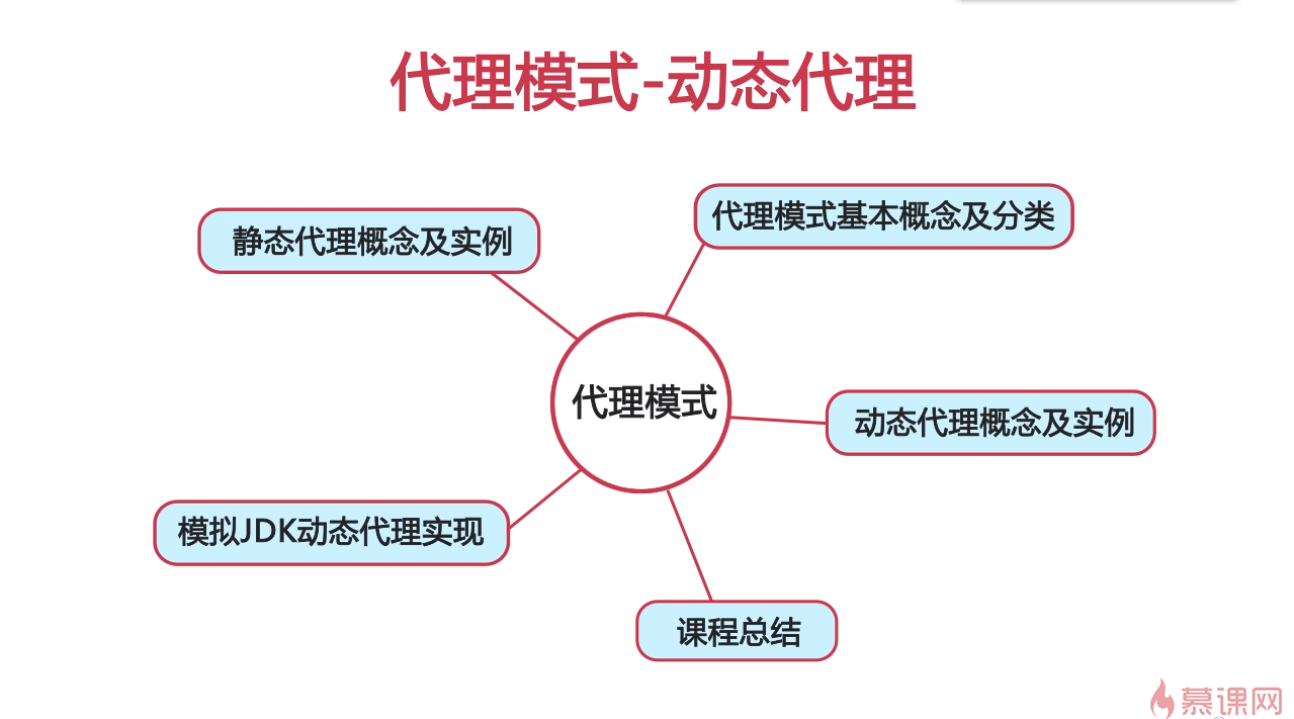 代理模式-动态代理
代理模式基本概念及分类
静态代理概念及实例
代理模式
动态代理概念及实例
模拟JDK动态代理实现
课程总结
慕课网